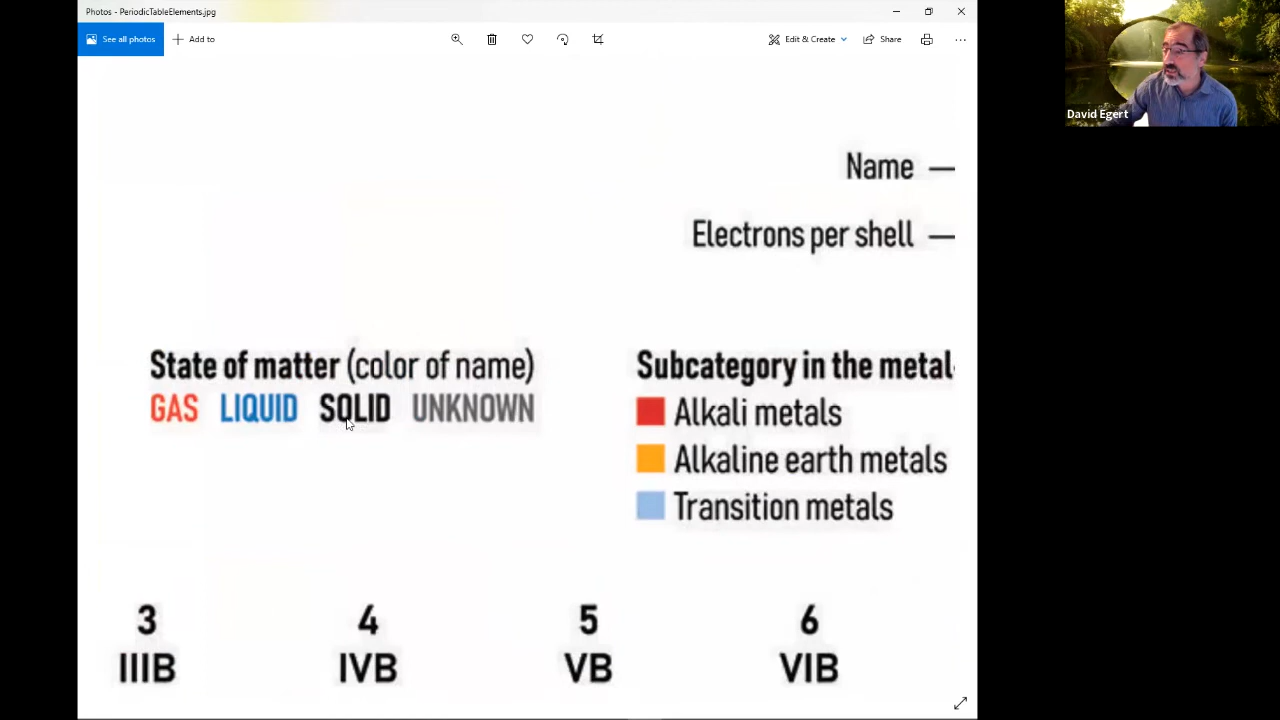 Photos - PeriodicTableElements.jpg
See all photos
Add to
Edit & Create
Share
David Egert
Name
Electrons per shell
State of matter (color of name)
GAS LIQUID SOLID UNKNOWN
Subcategory in the metal
Alkali metals
Alkaline earth metals
Transition metals
3 4 5 6
IIIB IVB VB VIB